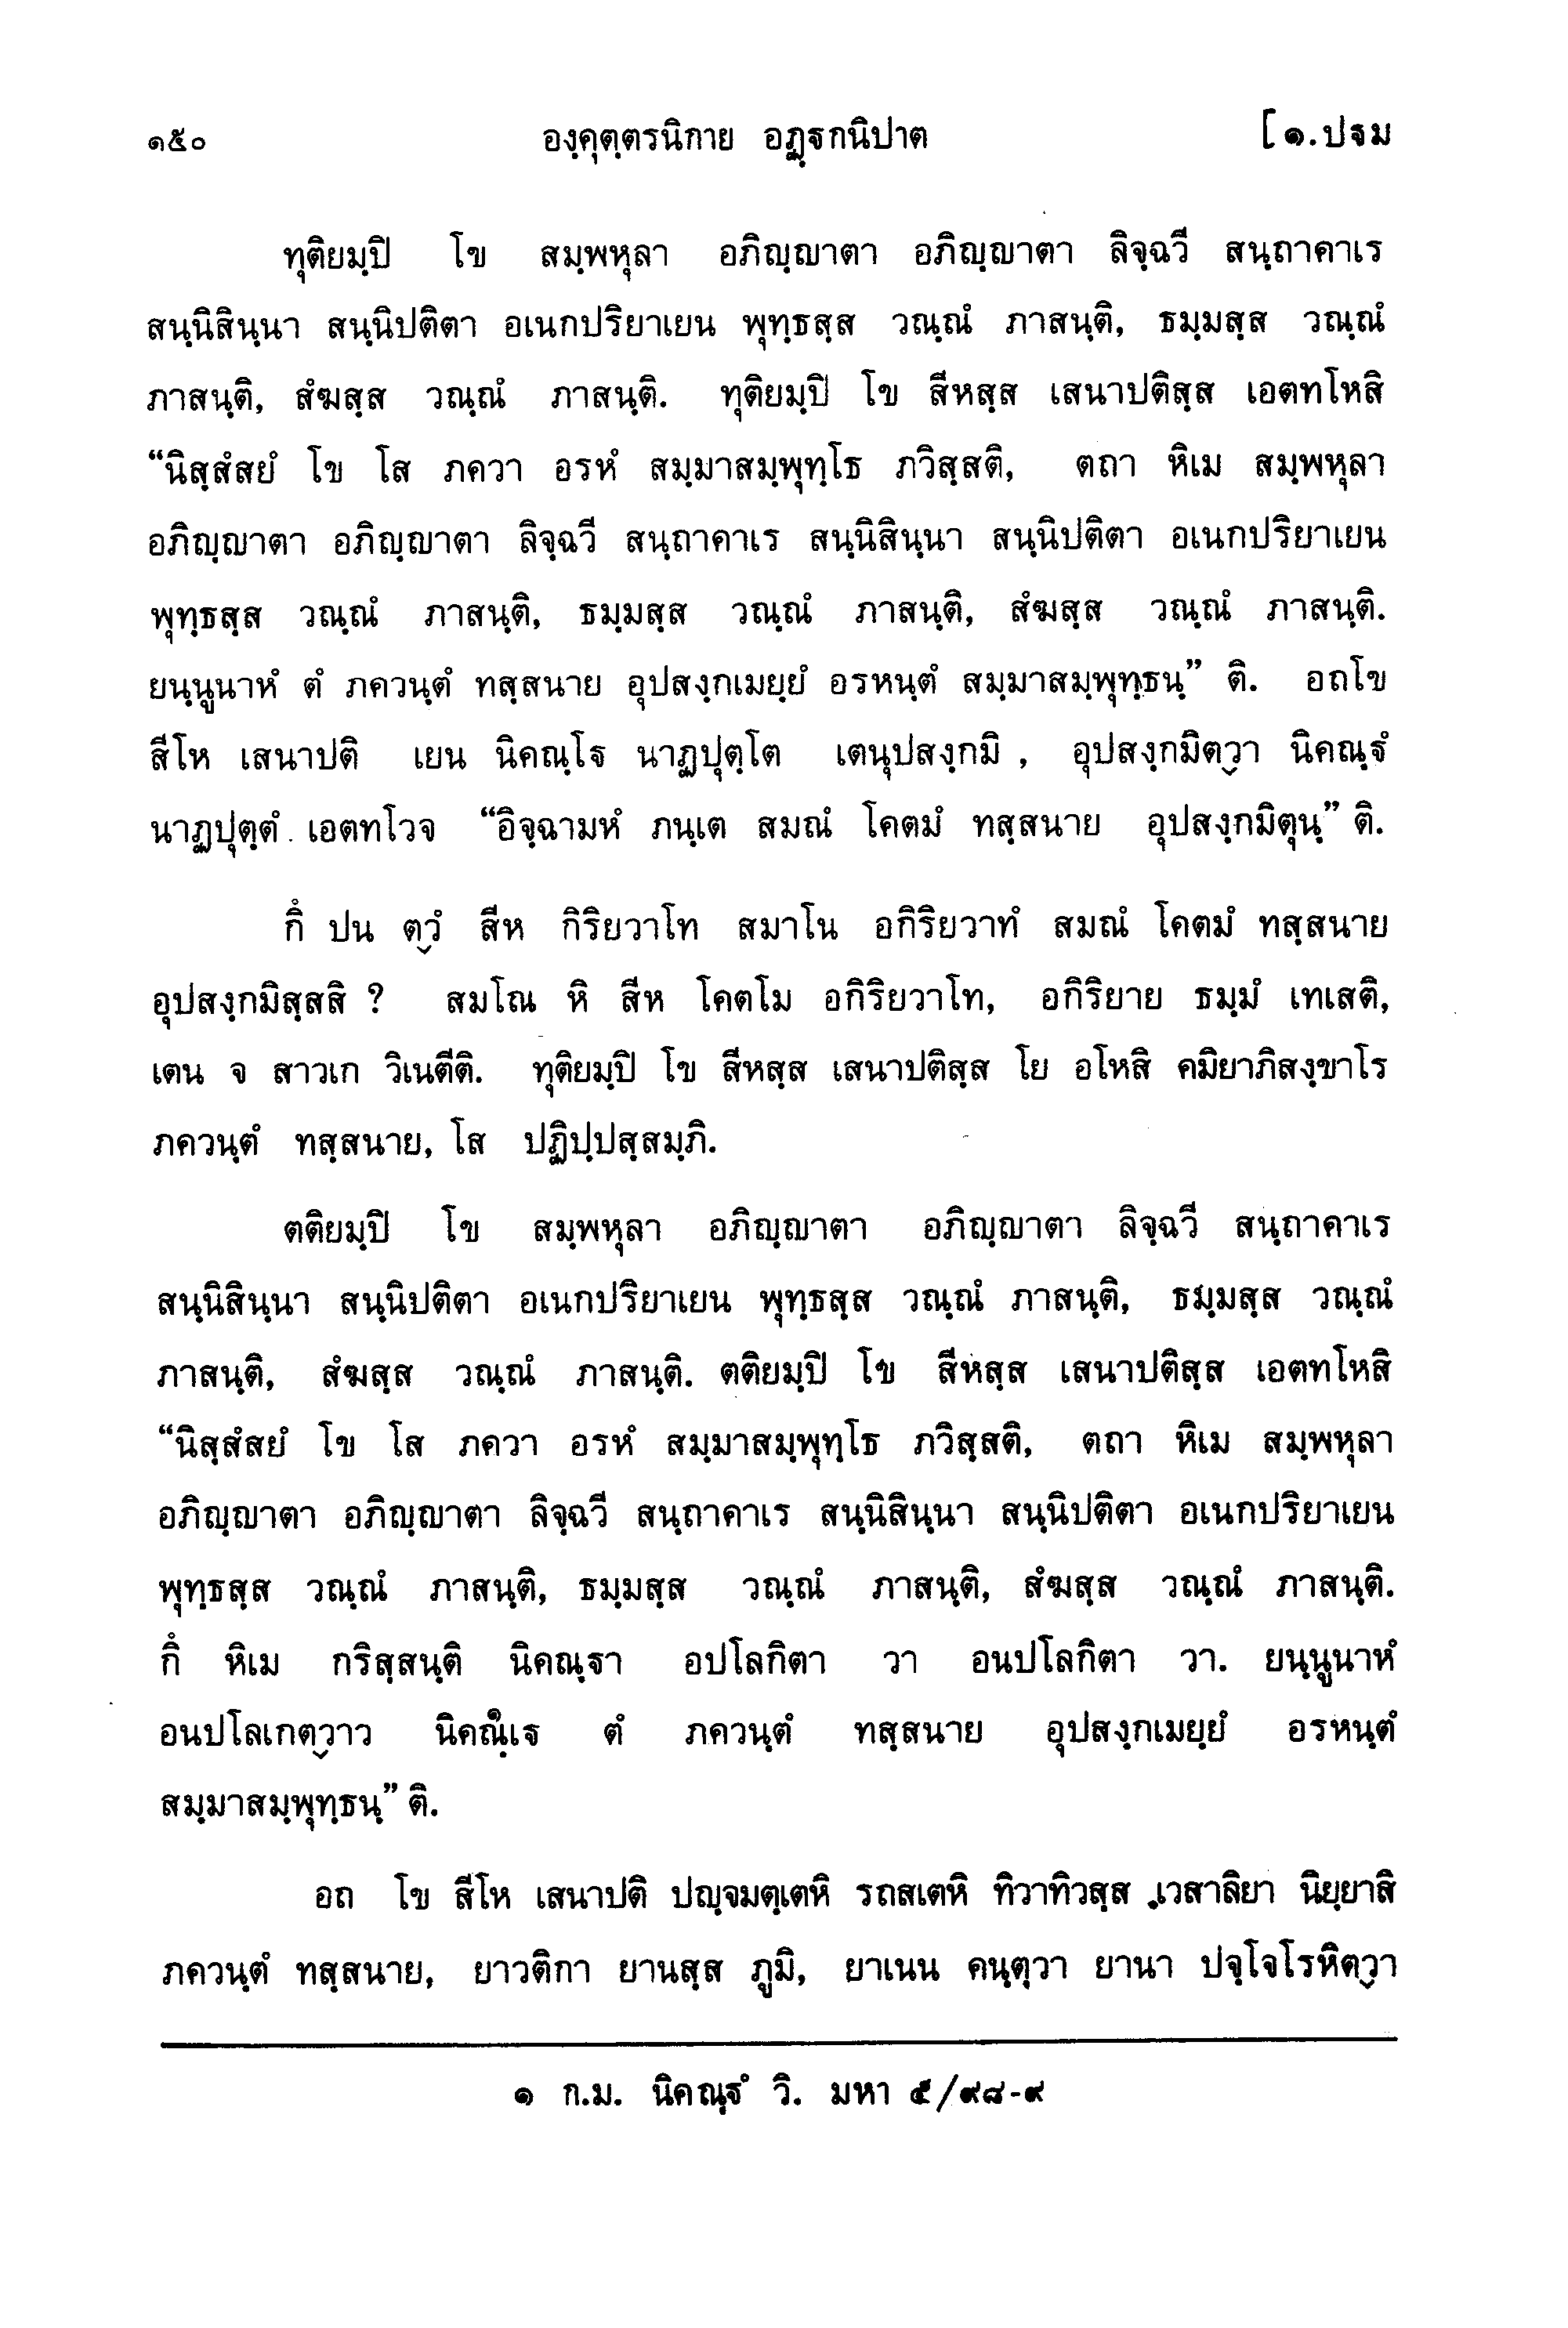 ๑๕๐ องฺคุตฺตรนิกาย อฏฺฐกนิปาต [ ๑.ปฐม
ทุติยมฺปิ โข สมฺพหุลา อภิญฺญาตา อภิญฺญาตา ลิจฺฉวี สนฺถาคาเร
สนฺนิสินฺนา สนฺนิปติตา อเนกปริยาเยน พุทฺธสฺส วณฺณํ ภาสนฺติ, ธมฺมสฺส วณฺณํ
ภาสนฺติ, สํฆสฺส วณฺณํ ภาสนฺติ. ทุติยมฺปิ โข สีหสฺส เสนาปติสฺส เอตทโหสิ
“นิสฺสํสยํ โข โส ภควา อรหํ สมฺมาสมฺพุทฺโธ ภวิสฺสติ, ตถา หิเม สมฺพหุลา
อภิญฺญาตา อภิญฺญาตา ลิจฺฉวี สนฺถาคาเร สนฺนิสินฺนา สนฺนิปติตา อเนกปริยาเยน
พุทฺธสฺส วณฺณํ ภาสนฺติ, ธมฺมสฺส วณฺณํ ภาสนฺติ, สํฆสฺส วณฺณํ ภาสนฺติ.
ยนฺนูนาหํ ตํ ภควนฺตํ ทสฺสนาย อุปสงฺกเมยฺยํ อรหนฺตํ สมฺมาสมฺพุทฺธนฺ” ติ. อถโข
สีโห เสนาปติ เยน นิคณฺโฐ นาฏปุตฺโต เตนุปสงฺกมิ , อุปสงฺกมิตฺวา นิคณฺฐํ
นาฏปุตฺตํ เอตทโวจ “อิจฺฉามหํ ภนฺเต สมณํ โคตมํ ทสฺสนาย อุปสงฺกมิตุนฺ” ติ.
กึ ปน ตฺวํ สีห กิริยวาโท สมาโน อกิริยวาทํ สมณํ โคตมํ ทสฺสนาย
อุปสงฺกมิสฺสสิ ? สมโณ หิ สีห โคตโม อกิริยวาโท, อกิริยาย ธมฺมํ เทเสติ,
เตน จ สาวเก วิเนตีติ. ทุติยมฺปิ โข สีหสฺส เสนาปติสฺส โย อโหสิ คมิยาภิสงฺขาโร
ภควนฺตํ ทสฺสนาย, โส ปฏิปฺปสฺสมฺภิ.
ตติยมฺปิ โข สมฺพหุลา อภิญฺญาตา อภิญฺญาตา ลิจฺฉวี สนฺถาคาเร
สนฺนิสินฺนา สนฺนิปติตา อเนกปริยาเยน พุทฺธสฺส วณฺณํ ภาสนฺติ, ธมฺมสฺส วณฺณํ
ภาสนฺติ, สํฆสฺส วณฺณํ ภาสนฺติ. ตติยมฺปิ โข สีหสฺส เสนาปติสฺส เอตทโหสิ
“นิสฺสํสยํ โข โส ภควา อรหํ สมฺมาสมฺพุทฺโธ ภวิสฺสติ, ตถา หิเม สมฺพหุลา
อภิญฺญาตา อภิญฺญาตา ลิจฺฉวี สนฺถาคาเร สนฺนิสินฺนา สนฺนิปติตา อเนกปริยาเยน
พุทฺธสฺส วณฺณํ ภาสนฺติ, ธมฺมสฺส วณฺณํ ภาสนฺติ, สํฆสฺส วณฺณํ ภาสนฺติ.
กึ หิเม กริสฺสนฺติ นิคณฺฐา อปโลกิตา วา อนปโลกิตา วา. ยนฺนูนาหํ
อนปโลเกตฺวาว นิคณฺเฐ๑ ตํ ภควนฺตํ ทสฺสนาย อุปสงฺกเมยฺยํ อรหนฺตํ
สมฺมาสมฺพุทฺธนฺ” ติ.
อถ โข สีโห เสนาปติ ปญฺจมตฺเตหิ รถสเตหิ ทิวาทิวสฺส เวสาลิยา นิยฺยาสิ
ภควนฺตํ ทสฺสนาย, ยาวติกา ยานสฺส ภูมิ, ยาเนน คนฺตฺวา ยานา ปจฺโจโรหิตฺวา
๑ ก.ม. นิคณฺฐํ วิ. มหา ๕/๙๘-๙